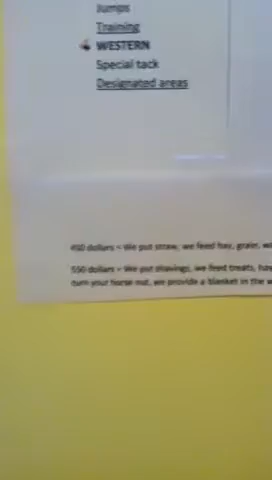 Jumps
Training
WESTERN
Special tack
Designated areas
450 dollars = We put straw, we feed hay, grain,
550 dollars = We put shavings, we feed treats, hay
turn your horse out, we provide a blanket in the